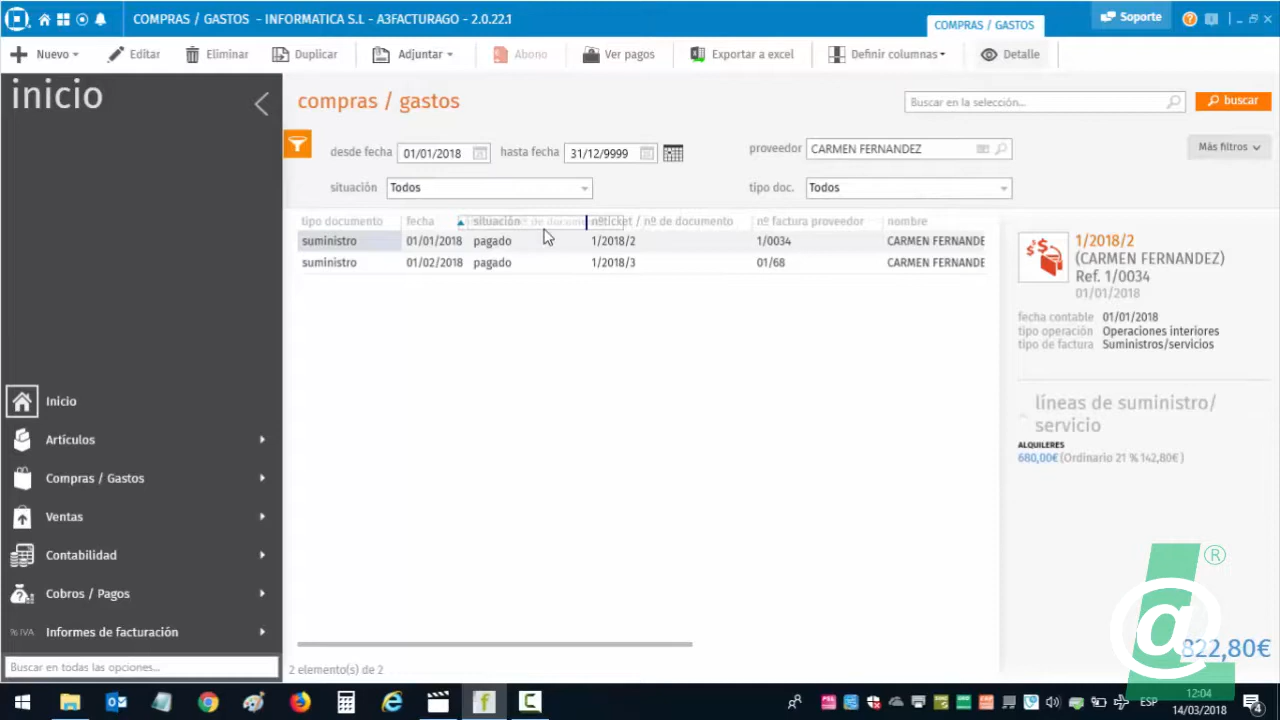 COMPRAS / GASTOS - INFORMATICA S.L - A3FACTURAGO - 2.0.22.1
COMPRAS / GASTOS
Soporte
Nuevo
Editar
Eliminar
Duplicar
Adjuntar
Abono
Ver pagos
Exportar a excel
Definir columnas
Detalle
inicio
compras / gastos
Buscar en la selección...
buscar
desde fecha
01/01/2018
hasta fecha
31/12/9999
proveedor
CARMEN FERNANDEZ
Más filtros
situación
Todos
tipo doc.
Todos
tipo documento
fecha
situación
nº ticket / nº de documento
nº factura proveedor
nombre
suministro 01/01/2018 pagado 1/2018/2 1/0034 CARMEN FERNANDE
suministro 01/02/2018 pagado 1/2018/3 01/68 CARMEN FERNANDE
1/2018/2
(CARMEN FERNANDEZ)
Ref. 1/0034
01/01/2018
fecha contable 01/01/2018
tipo operación Operaciones interiores
tipo de factura Suministros/servicios
líneas de suministro/
servicio
ALQUILERES
680,00€ (Ordinario 21 % 142,80€ )
822,80€
Inicio
Artículos
Compras / Gastos
Ventas
Contabilidad
Cobros / Pagos
% IVA Informes de facturación
Buscar en todas las opciones...
2 elemento(s) de 2
@
®
ESP
12:04
14/03/2018
4